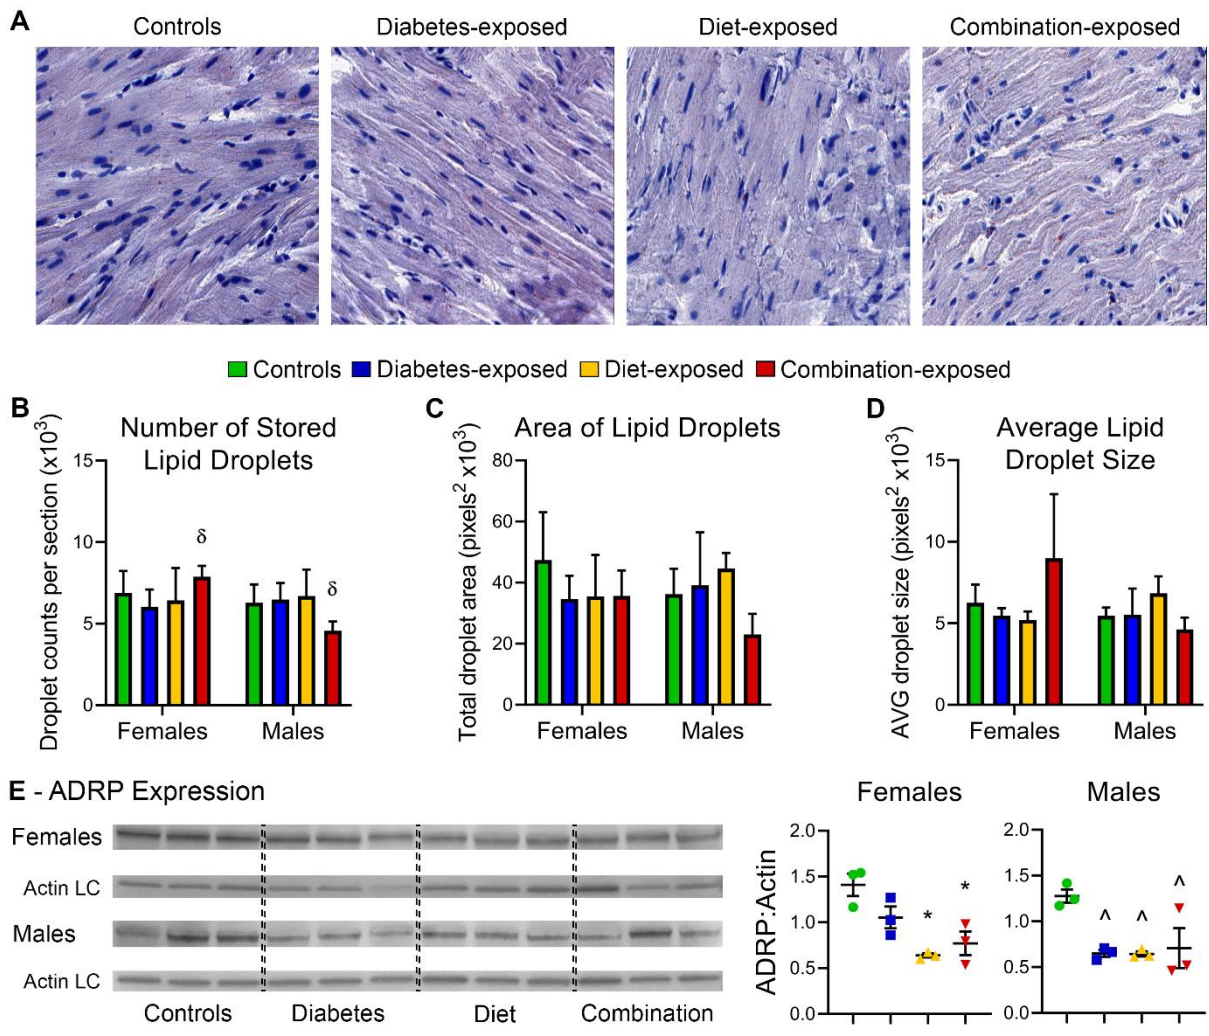 A
Controls Diabetes-exposed Diet-exposed Combination-exposed
Controls Diabetes-exposed Diet-exposed Combination-exposed
B
Number of Stored
Lipid Droplets
Droplet counts per section (x10³)
15
10
5
0
δ
δ
Females Males
C
Area of Lipid Droplets
Total droplet area (pixels² x10³)
80
60
40
20
0
Females Males
D
Average Lipid
Droplet Size
AVG droplet size (pixels² x10³)
15
10
5
0
Females Males
E - ADRP Expression
Females
Actin LC
Males
Actin LC
Controls Diabetes Diet Combination
Females
ADRP:Actin
2.0
1.5
1.0
0.5
0.0
*
*
Males
2.0
1.5
1.0
0.5
0.0
^
^
^